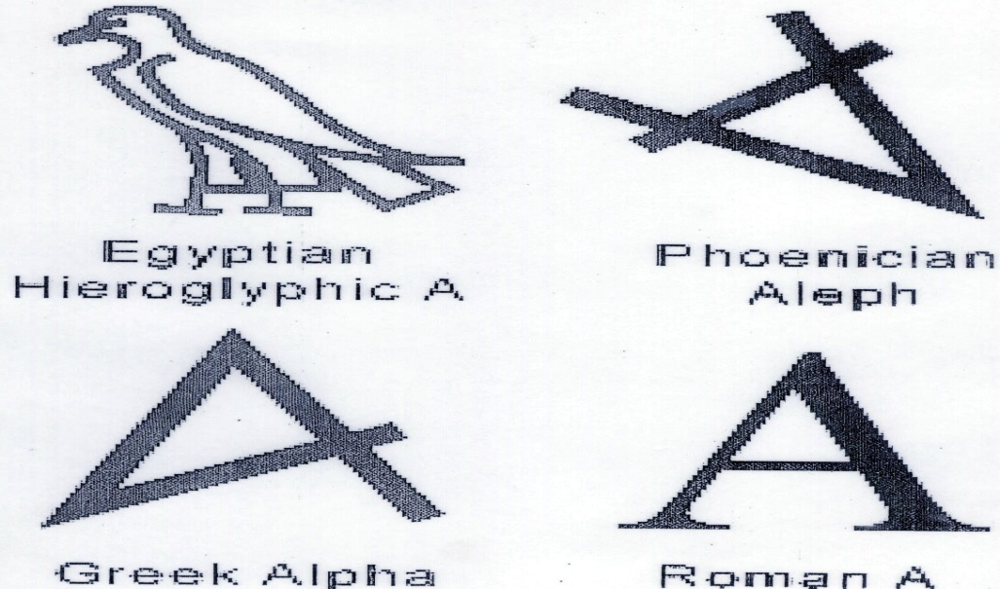 Egyptian
Hieroglyphic A
Phoenician
Aleph
Greek Alpha
Roman A